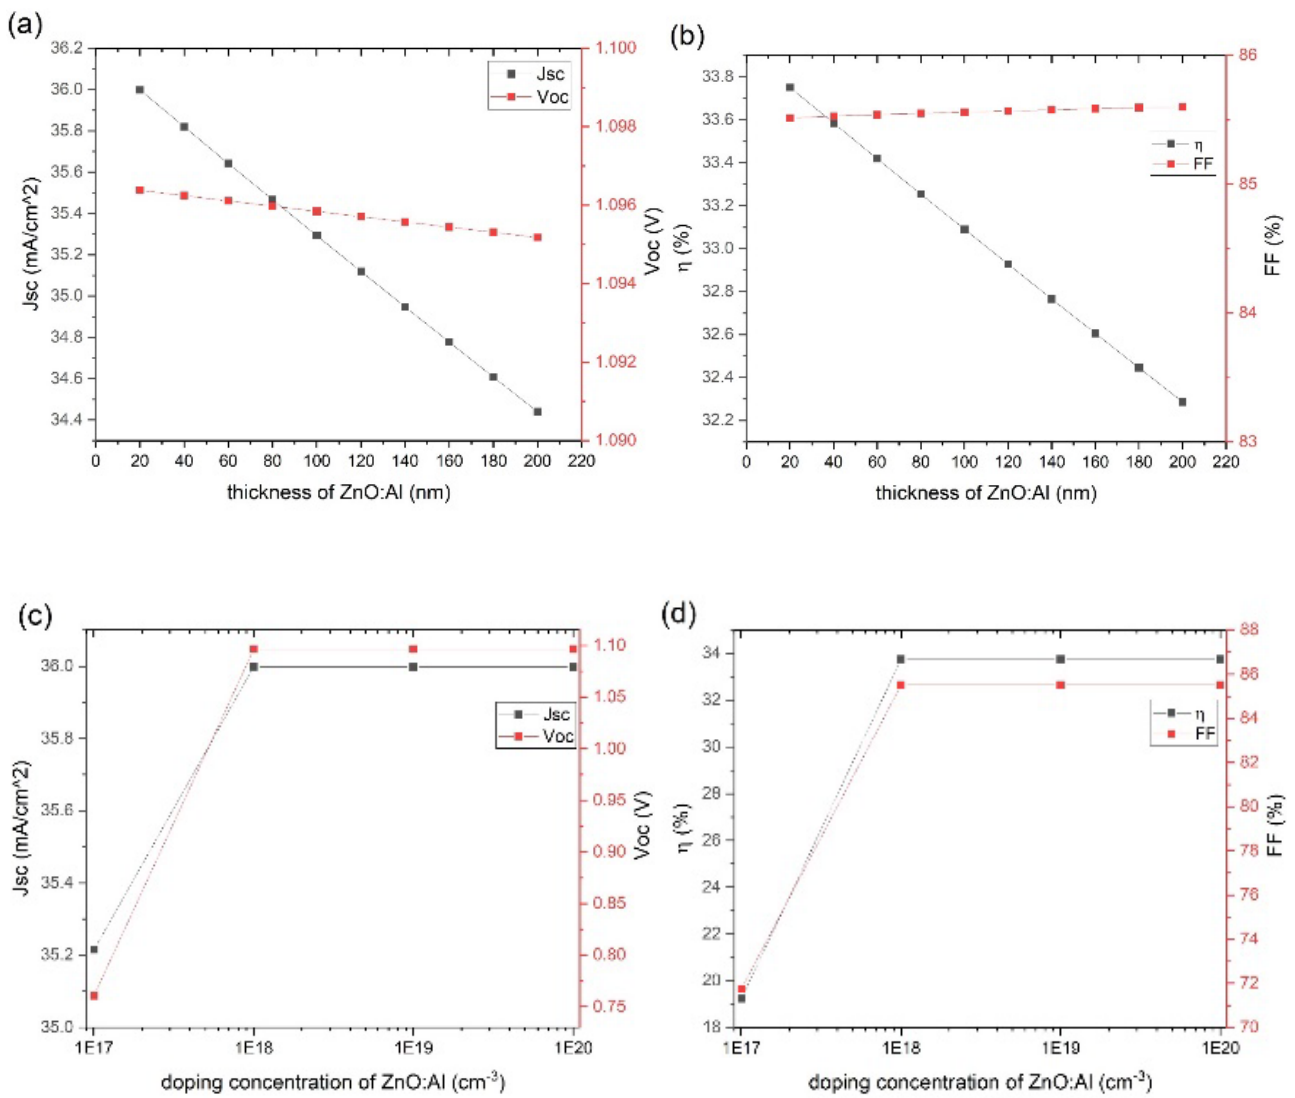 (a)
36.2
36.0
35.8
35.6
35.4
35.2
35.0
34.8
34.6
34.4
Jsc (mA/cm^2)
Jsc
Voc
1.100
1.098
1.096
1.094
1.092
1.090
Voc (V)
0 20 40 60 80 100 120 140 160 180 200 220
thickness of ZnO:Al (nm)
(b)
33.8
33.6
33.4
33.2
33.0
32.8
32.6
32.4
32.2
η (%)
η
FF
86
85
84
83
FF (%)
0 20 40 60 80 100 120 140 160 180 200 220
thickness of ZnO:Al (nm)
(c)
36.0
35.8
35.6
35.4
35.2
35.0
Jsc (mA/cm^2)
Jsc
Voc
1.10
1.05
1.00
0.95
0.90
0.85
0.80
0.75
Voc (V)
1E17 1E18 1E19 1E20
doping concentration of ZnO:Al (cm⁻³)
(d)
34
32
30
28
26
24
22
20
18
η (%)
η
FF
88
86
84
82
80
78
76
74
72
70
FF (%)
1E17 1E18 1E19 1E20
doping concentration of ZnO:Al (cm⁻³)